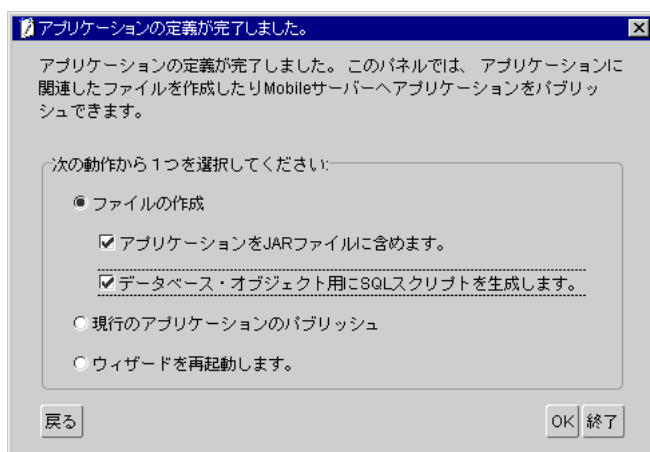 アプリケーションの定義が完了しました。
アプリケーションの定義が完了しました。 このパネルでは、 アプリケーションに
関連したファイルを作成したりMobileサーバーへアプリケーションをパブリッ
シュできます。
次の動作から１つを選択してください:
ファイルの作成
アプリケーションをJARファイルに含めます。
データベース・オブジェクト用にSQLスクリプトを生成します。
現行のアプリケーションのパブリッシュ
ウィザードを再起動します。
戻る OK 終了